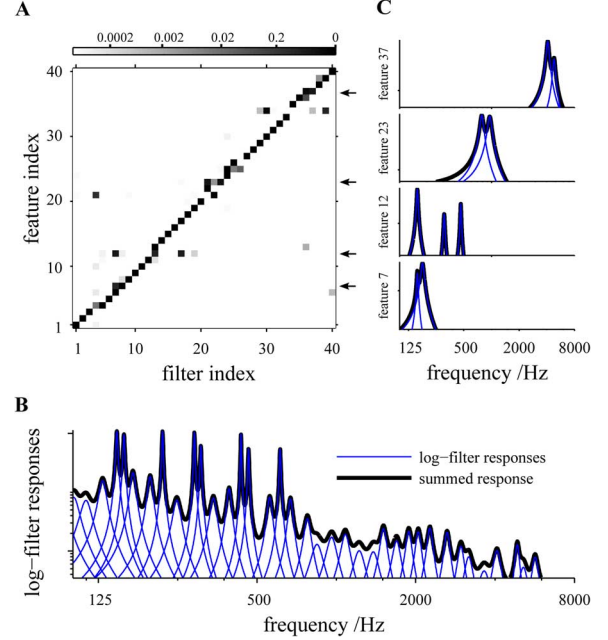 A
0.0002 0.002 0.02 0.2 0
40
30
20
10
1
feature index
1 10 20 30 40
filter index
C
feature 37
feature 23
feature 12
feature 7
125 500 2000 8000
frequency /Hz
B
log−filter responses
log−filter responses
summed response
125 500 2000 8000
frequency /Hz